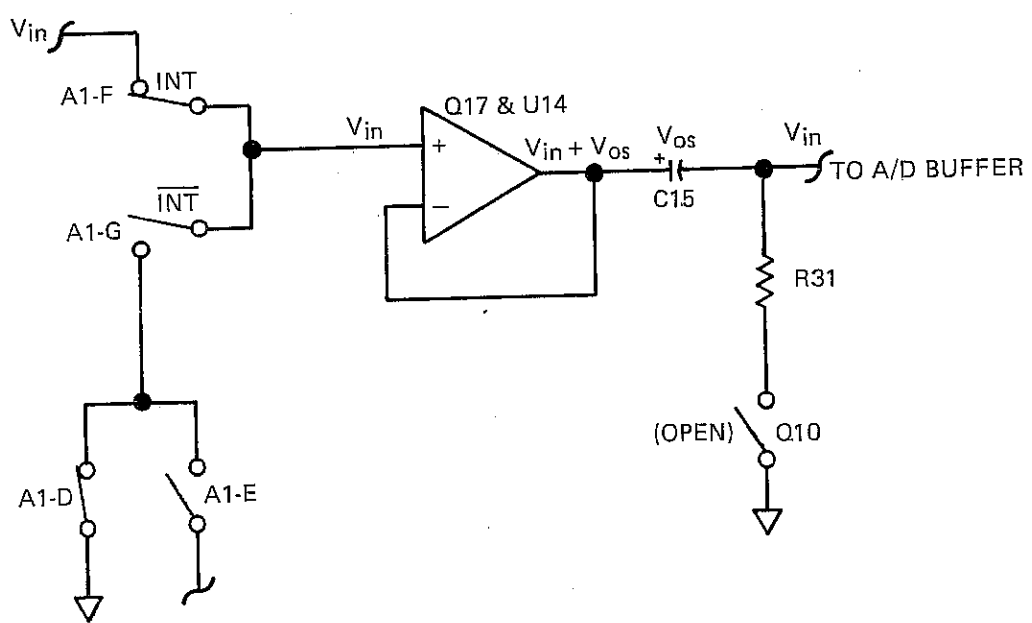 Vin
INT
A1-F
Q17 & U14
Vin
+
−
Vin + Vos
Vos
+
C15
Vin
TO A/D BUFFER
INT
A1-G
R31
(OPEN)
Q10
A1-D
A1-E